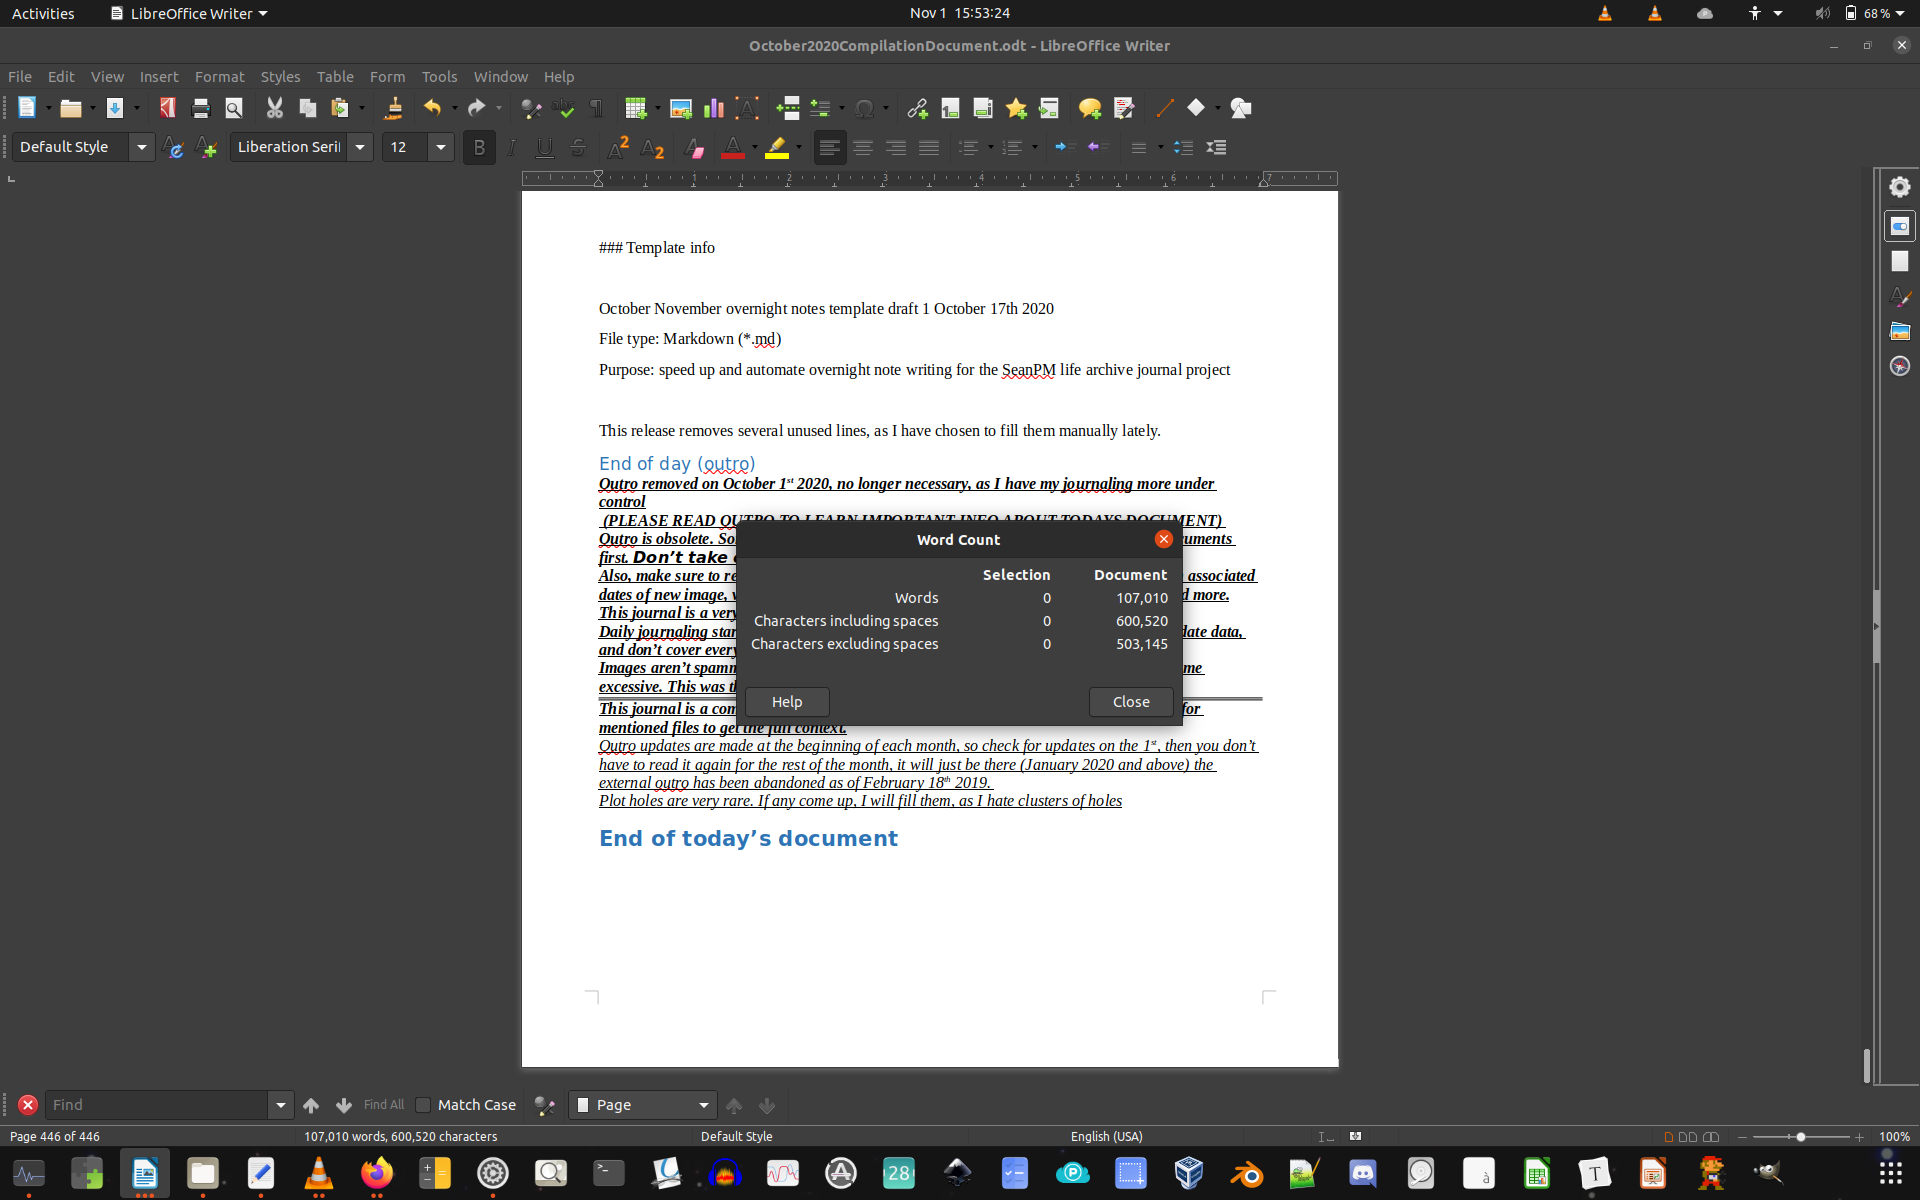 Activities LibreOffice Writer Nov 1 15:53:24 68 %
October2020CompilationDocument.odt - LibreOffice Writer
File Edit View Insert Format Styles Table Form Tools Window Help
Default Style Liberation Seri 12
1 2 3 4 5 6 7
### Template info
October November overnight notes template draft 1 October 17th 2020
File type: Markdown (*.md)
Purpose: speed up and automate overnight note writing for the SeanPM life archive journal project
This release removes several unused lines, as I have chosen to fill them manually lately.
End of day (outro)
Outro removed on October 1st 2020, no longer necessary, as I have my journaling more under
control
(PLEASE READ OUTRO TO LEARN IMPORTANT INFO ABOUT TODAYS DOCUMENT)
Outro is obsolete. So uments
first. Don’t take
Also, make sure to re associated
dates of new image, d more.
This journal is a very
Daily journaling star date data,
and don’t cover every
Images aren’t spamm me
excessive. This was th
This journal is a com for
mentioned files to get the full context.
Outro updates are made at the beginning of each month, so check for updates on the 1st, then you don’t
have to read it again for the rest of the month, it will just be there (January 2020 and above) the
external outro has been abandoned as of February 18th 2019.
Plot holes are very rare. If any come up, I will fill them, as I hate clusters of holes
End of today’s document
Word Count
Selection Document
Words 0 107,010
Characters including spaces 0 600,520
Characters excluding spaces 0 503,145
Help Close
Find Find All Match Case Page
Page 446 of 446 107,010 words, 600,520 characters Default Style English (USA) 100%
28